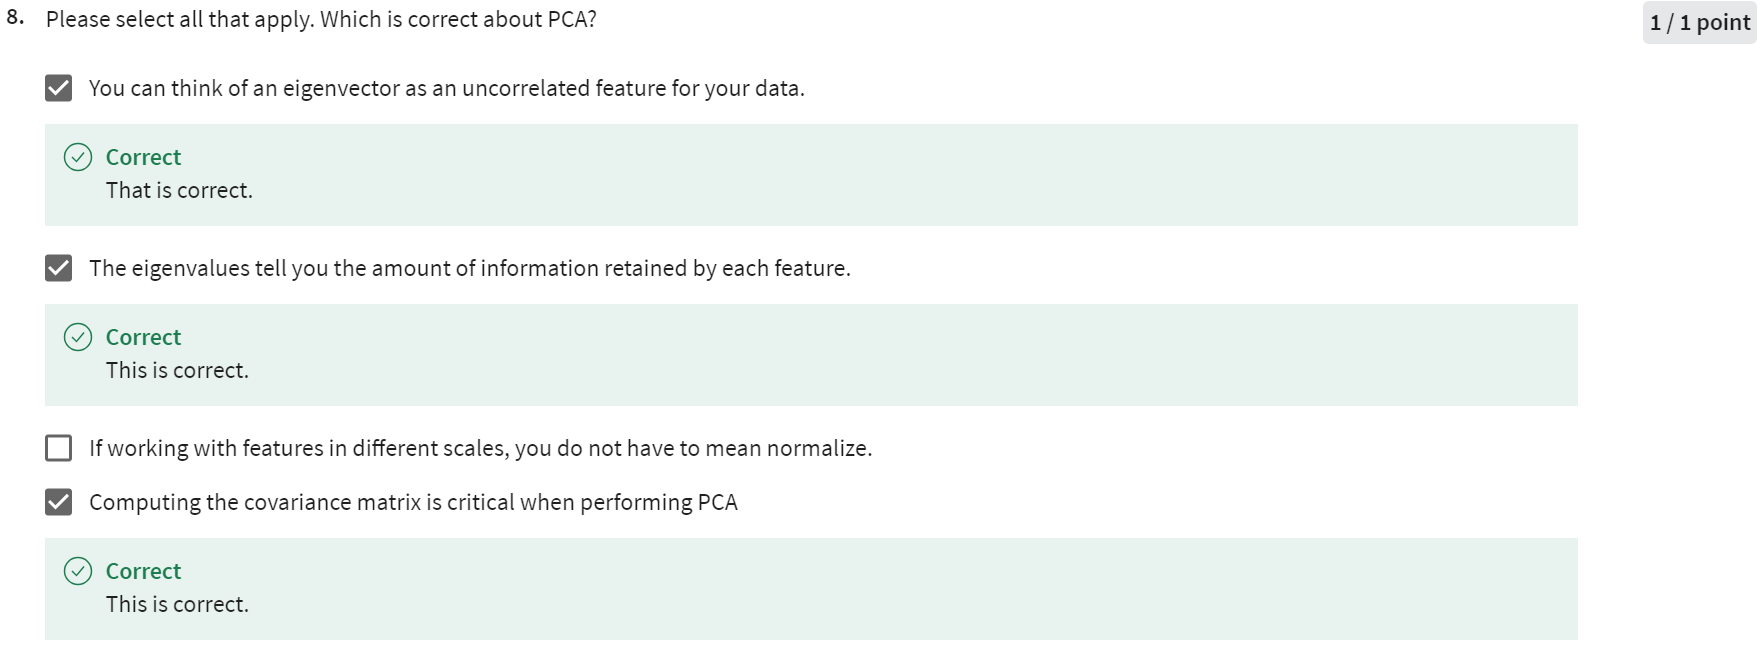 8. Please select all that apply. Which is correct about PCA?
1 / 1 point
You can think of an eigenvector as an uncorrelated feature for your data.
Correct
That is correct.
The eigenvalues tell you the amount of information retained by each feature.
Correct
This is correct.
If working with features in different scales, you do not have to mean normalize.
Computing the covariance matrix is critical when performing PCA
Correct
This is correct.